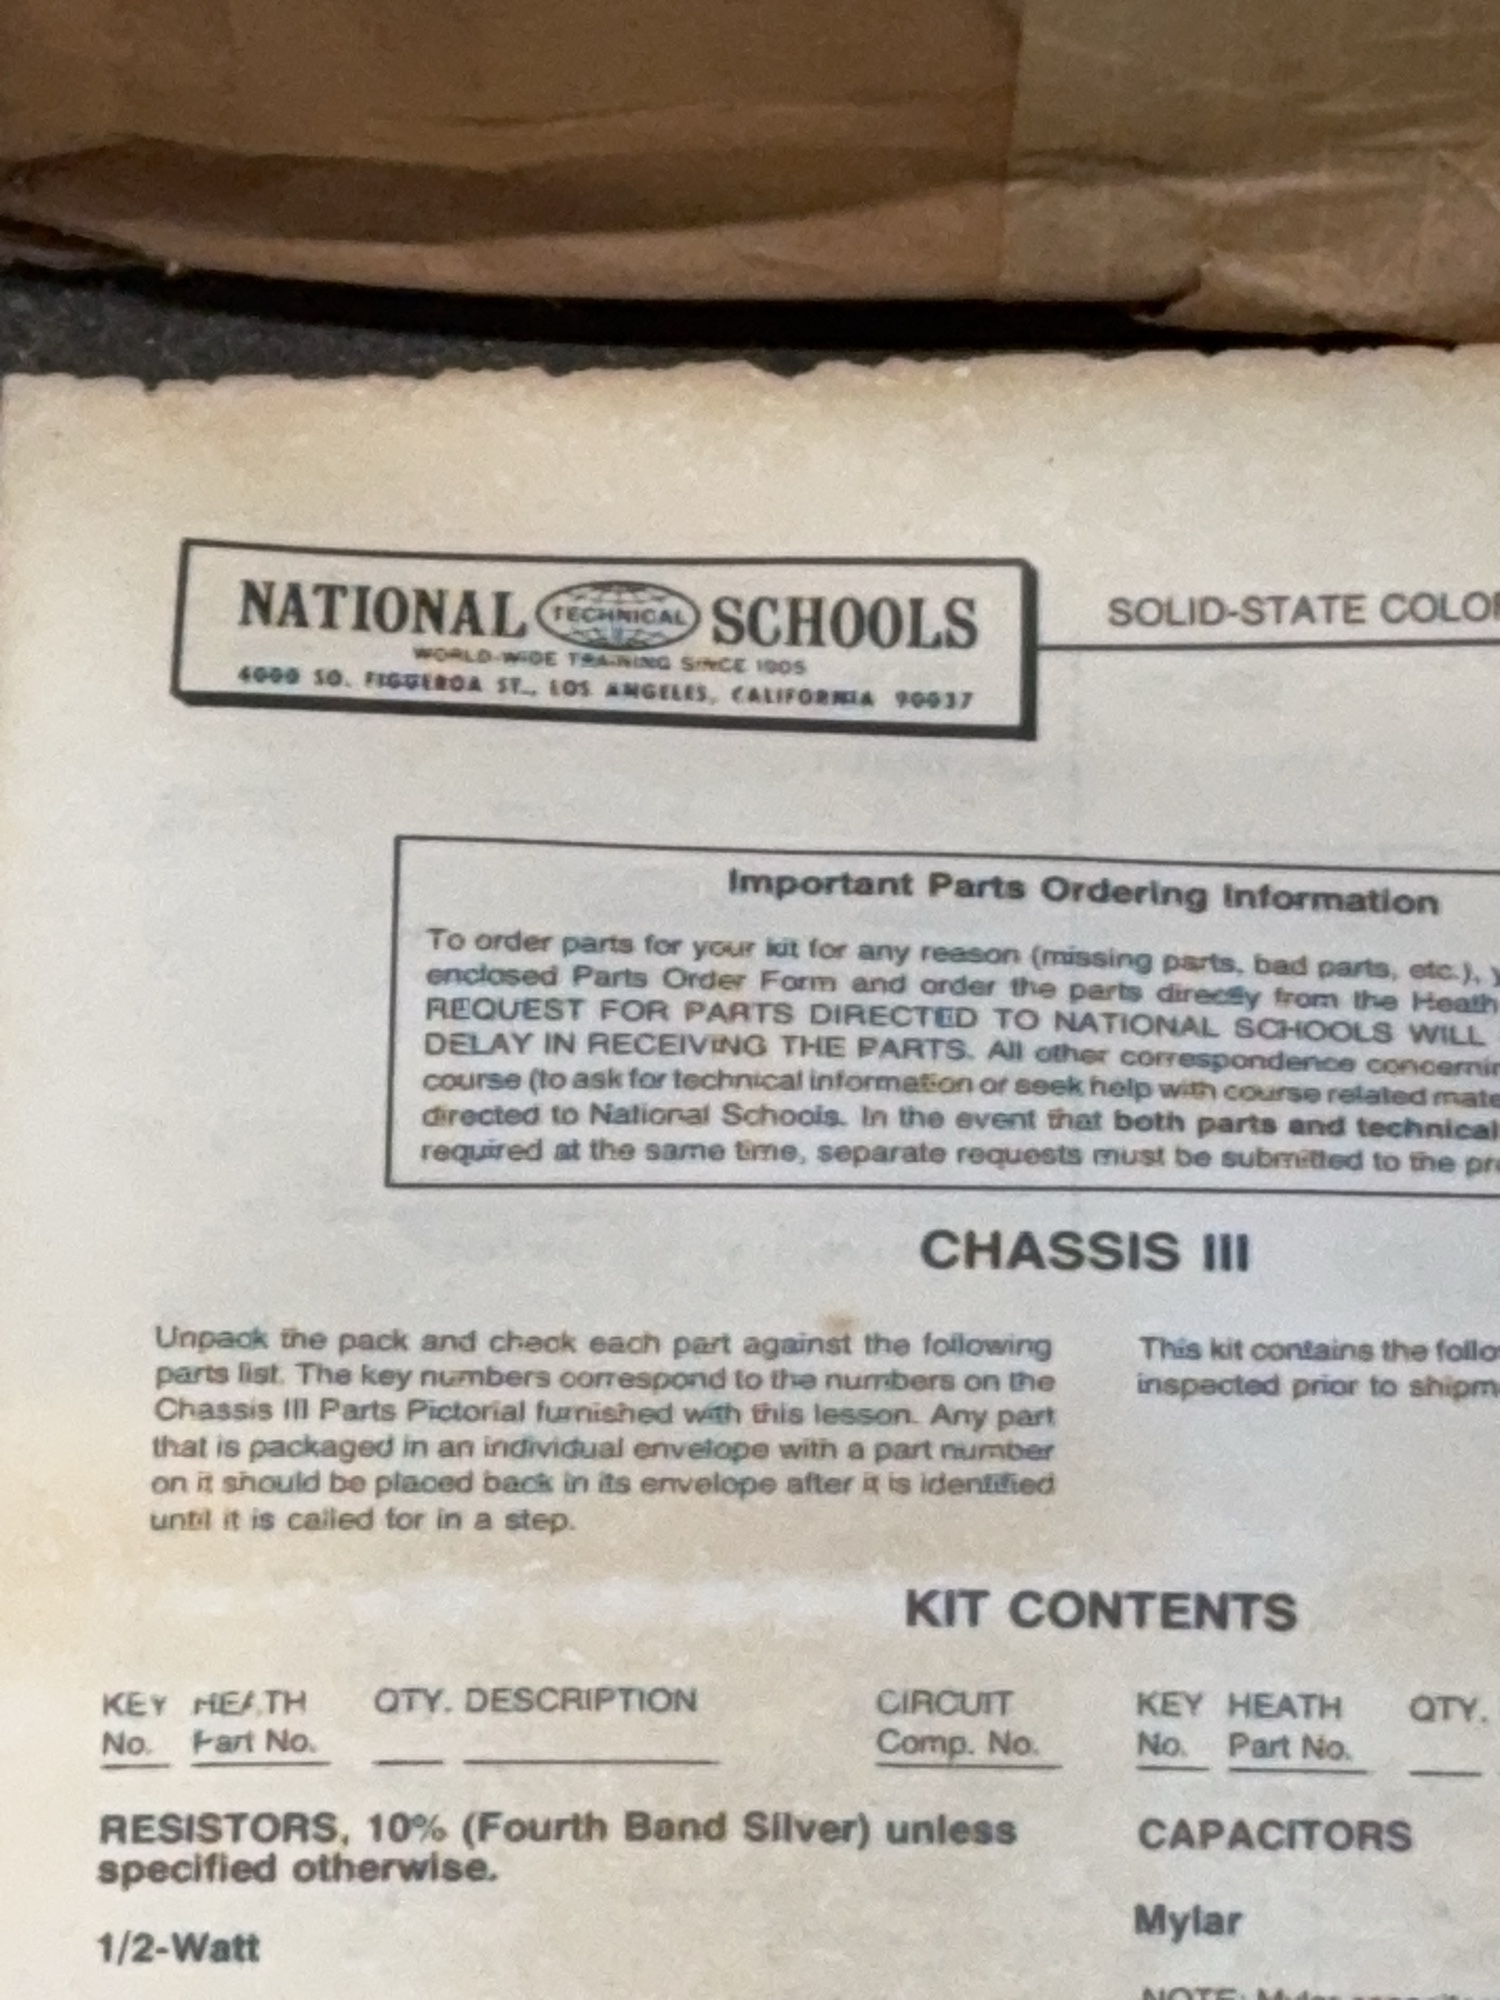 NATIONAL TECHNICAL SCHOOLS
WORLD-WIDE TRAINING SINCE 1905
4000 SO. FIGUEROA ST., LOS ANGELES, CALIFORNIA 90037
SOLID-STATE COLOR
Important Parts Ordering Information
To order parts for your kit for any reason (missing parts, bad parts, etc.), y
enclosed Parts Order Form and order the parts directly from the Heath
REQUEST FOR PARTS DIRECTED TO NATIONAL SCHOOLS WILL
DELAY IN RECEIVING THE PARTS. All other correspondence concernin
course (to ask for technical information or seek help with course related mate
directed to National Schools. In the event that both parts and technical
required at the same time, separate requests must be submitted to the pr
CHASSIS III
Unpack the pack and check each part against the following
parts list. The key numbers correspond to the numbers on the
Chassis III Parts Pictorial furnished with this lesson. Any part
that is packaged in an individual envelope with a part number
on it should be placed back in its envelope after it is identified
until it is called for in a step.
This kit contains the follo
inspected prior to shipm
KIT CONTENTS
KEY HEATH QTY. DESCRIPTION CIRCUIT
No. Part No. Comp. No.
RESISTORS, 10% (Fourth Band Silver) unless
specified otherwise.
1/2-Watt
KEY HEATH QTY.
No. Part No.
CAPACITORS
Mylar
NOTE: Mylar